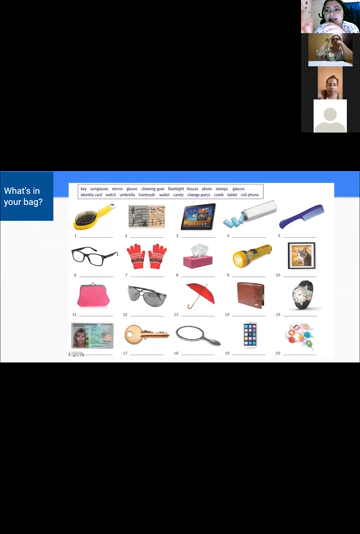 What's in
your bag?
key sunglasses mirror gloves chewing gum flashlight tissues photo stamps glasses
identity card watch umbrella hairbrush wallet candy change purse comb tablet cell phone
1 2 3 4 5
6 7 8 9 10
11 12 13 14 15
17 18 19 20